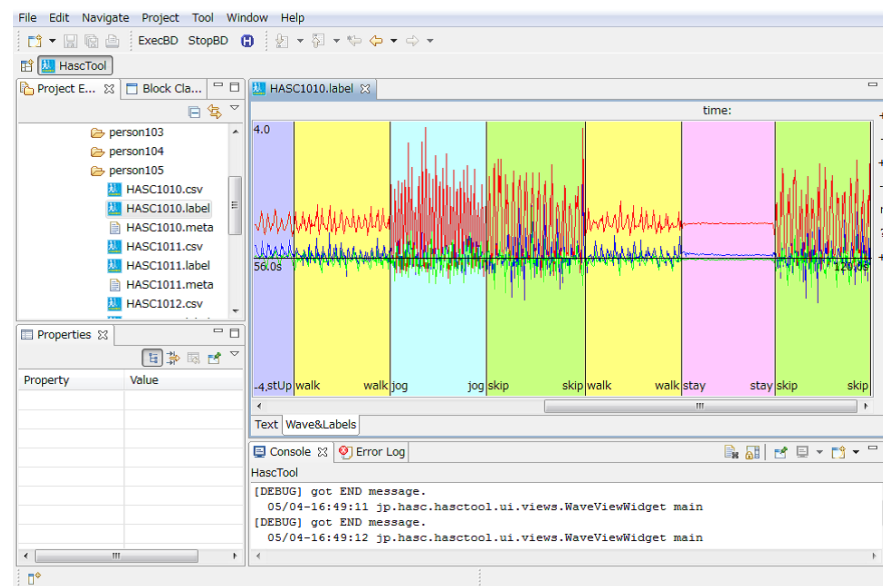 File Edit Navigate Project Tool Window Help
ExecBD StopBD
HascTool
Project E... Block Cla...
HASC1010.label
time:
person103
person104
person105
HASC1010.csv
HASC1010.label
HASC1010.meta
HASC1011.csv
HASC1011.label
HASC1011.meta
HASC1012.csv
4.0
56.0s
120.0s
-4,stUp walk walk jog jog skip skip walk walk stay stay skip skip
Text Wave&Labels
Properties
Property Value
Console Error Log
HascTool
[DEBUG] got END message.
05/04-16:49:11 jp.hasc.hasctool.ui.views.WaveViewWidget main
[DEBUG] got END message.
05/04-16:49:12 jp.hasc.hasctool.ui.views.WaveViewWidget main